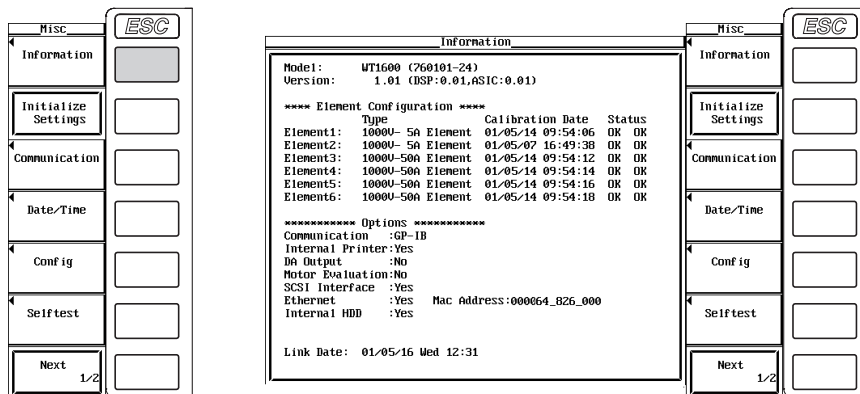 Misc
ESC
Information
Initialize
Settings
Communication
Date/Time
Config
Selftest
Next
1/2
Information
Model: WT1600 (760101-24)
Version: 1.01 (DSP:0.01,ASIC:0.01)
**** Element Configuration ****
Type Calibration Date Status
Element1: 1000V- 5A Element 01/05/14 09:54:06 OK OK
Element2: 1000V- 5A Element 01/05/07 16:49:38 OK OK
Element3: 1000V-50A Element 01/05/14 09:54:12 OK OK
Element4: 1000V-50A Element 01/05/14 09:54:14 OK OK
Element5: 1000V-50A Element 01/05/14 09:54:16 OK OK
Element6: 1000V-50A Element 01/05/14 09:54:18 OK OK
*********** Options ***********
Communication :GP-IB
Internal Printer:Yes
DA Output :No
Motor Evaluation:No
SCSI Interface :Yes
Ethernet :Yes Mac Address:000064_826_000
Internal HDD :Yes
Link Date: 01/05/16 Wed 12:31
Misc
ESC
Information
Initialize
Settings
Communication
Date/Time
Config
Selftest
Next
1/2